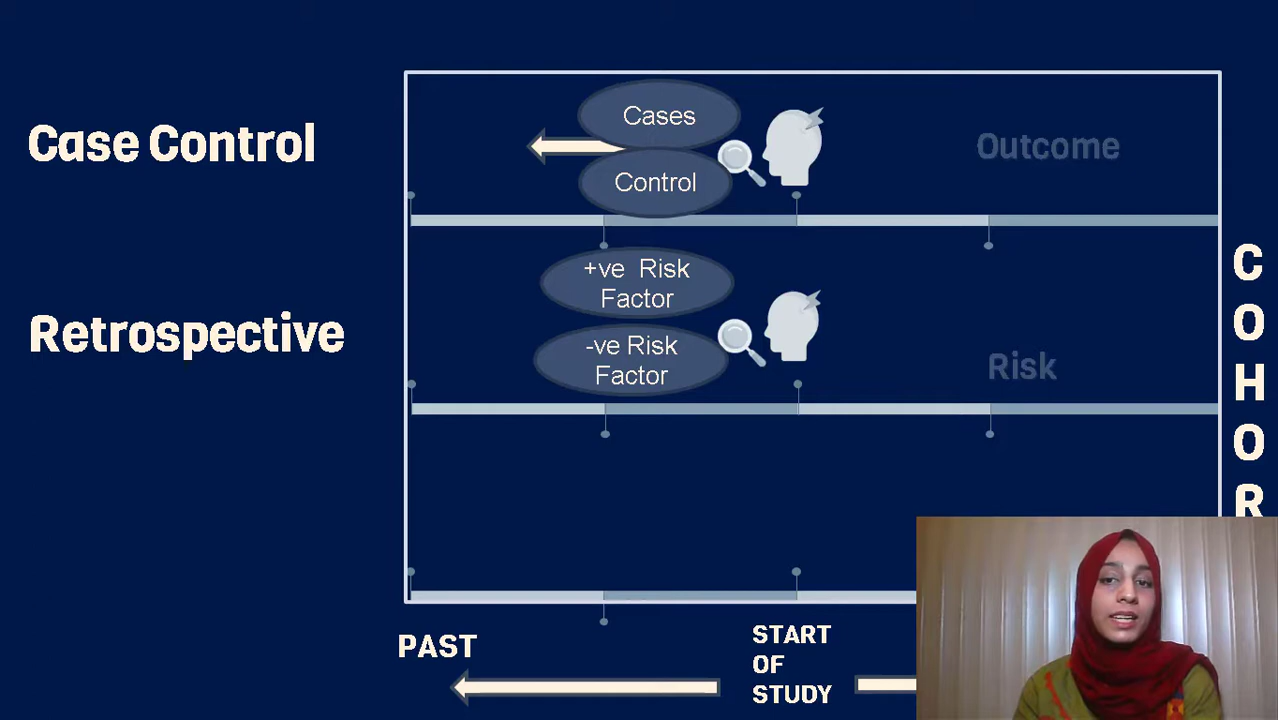 Case Control
Cases
Control
Outcome
Retrospective
+ve Risk
Factor
-ve Risk
Factor
Risk
C
O
H
O
R
PAST
START
OF
STUDY